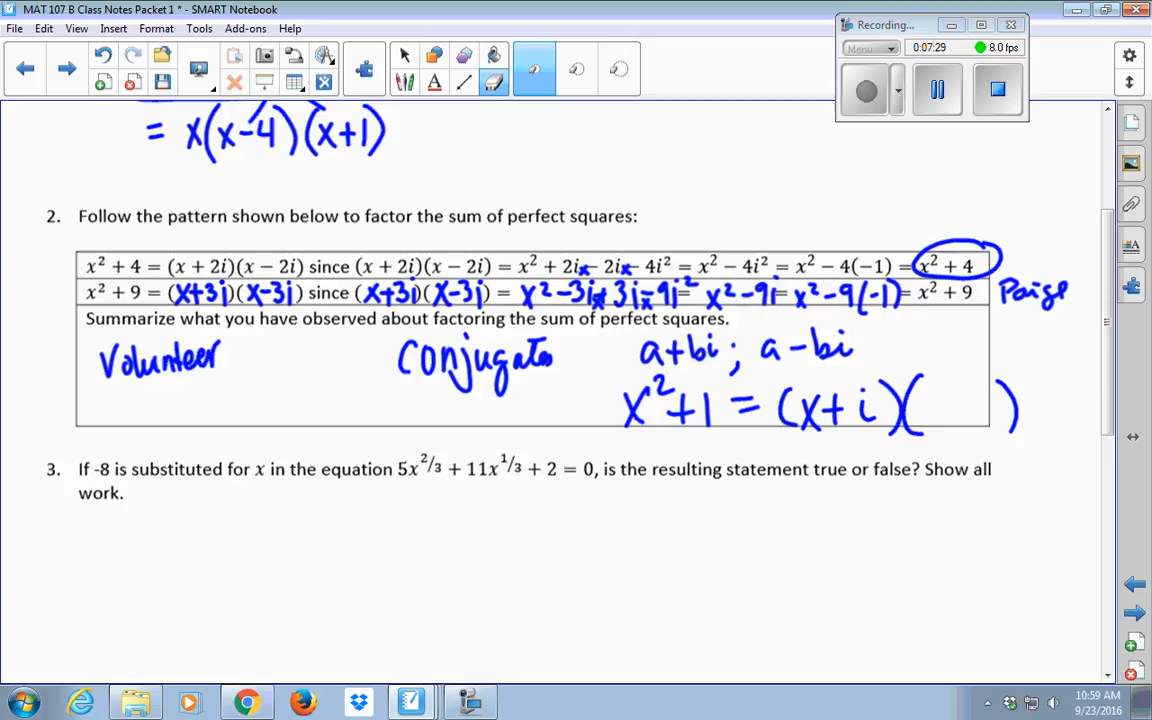 MAT 107 B Class Notes Packet 1 * - SMART Notebook
File Edit View Insert Format Tools Add-ons Help
Recording...
Menu 0:07:29 8.0 fps
= x(x-4)(x+1)
2. Follow the pattern shown below to factor the sum of perfect squares:
x² + 4 = (x + 2i)(x − 2i) since (x + 2i)(x − 2i) = x² + 2ix − 2ix − 4i² = x² − 4i² = x² − 4(−1) = x² + 4
x² + 9 = (x+3i)(x-3i) since (x+3i)(x-3i) = x²-3ix+3ix-9i² = x²-9i = x²-9(-1) = x² + 9 Paige
Summarize what you have observed about factoring the sum of perfect squares.
Volunteer Conjugates a+bi ; a-bi
x²+1 = (x+i)( )
3. If -8 is substituted for x in the equation 5x^2/3 + 11x^1/3 + 2 = 0, is the resulting statement true or false? Show all
work.
10:59 AM
9/23/2016